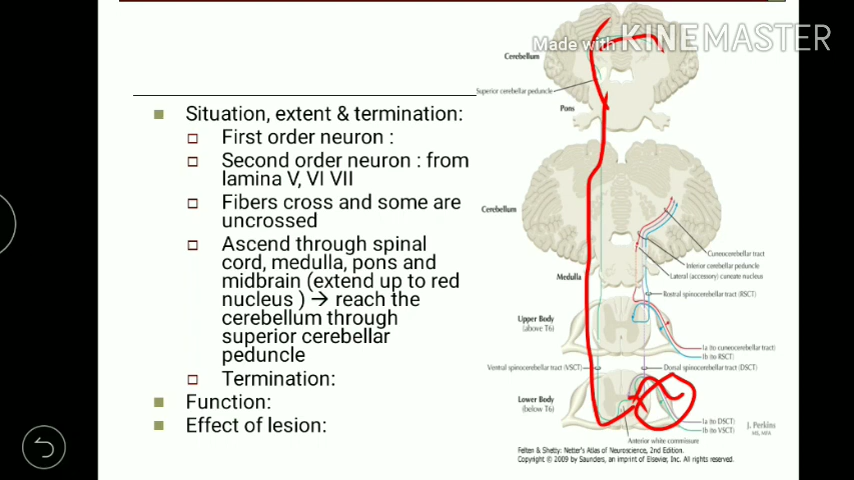 Made with KINEMASTER
Cerebellum
Superior cerebellar peduncle
Pons
Situation, extent & termination:
First order neuron :
Second order neuron : from
lamina V, VI VII
Fibers cross and some are
uncrossed
Ascend through spinal
cord, medulla, pons and
midbrain (extend up to red
nucleus ) → reach the
cerebellum through
superior cerebellar
peduncle
Termination:
Function:
Effect of lesion:
Cerebellum
Cuneocerebellar tract
Inferior cerebellar peduncle
Lateral (accessory) cuneate nucleus
Medulla
Rostral spinocerebellar tract (RSCT)
Upper Body
(above T6)
Ia (to cuneocerebellar tract)
Ib (to RSCT)
Ventral spinocerebellar tract (VSCT)
Dorsal spinocerebellar tract (DSCT)
Lower Body
(below T6)
Ia (to DSCT)
Ib (to VSCT)
Anterior white commissure
J. Perkins
MS, MFA
Felten & Shetty: Netter's Atlas of Neuroscience, 2nd Edition.
Copyright © 2009 by Saunders, an imprint of Elsevier, Inc. All rights reserved.